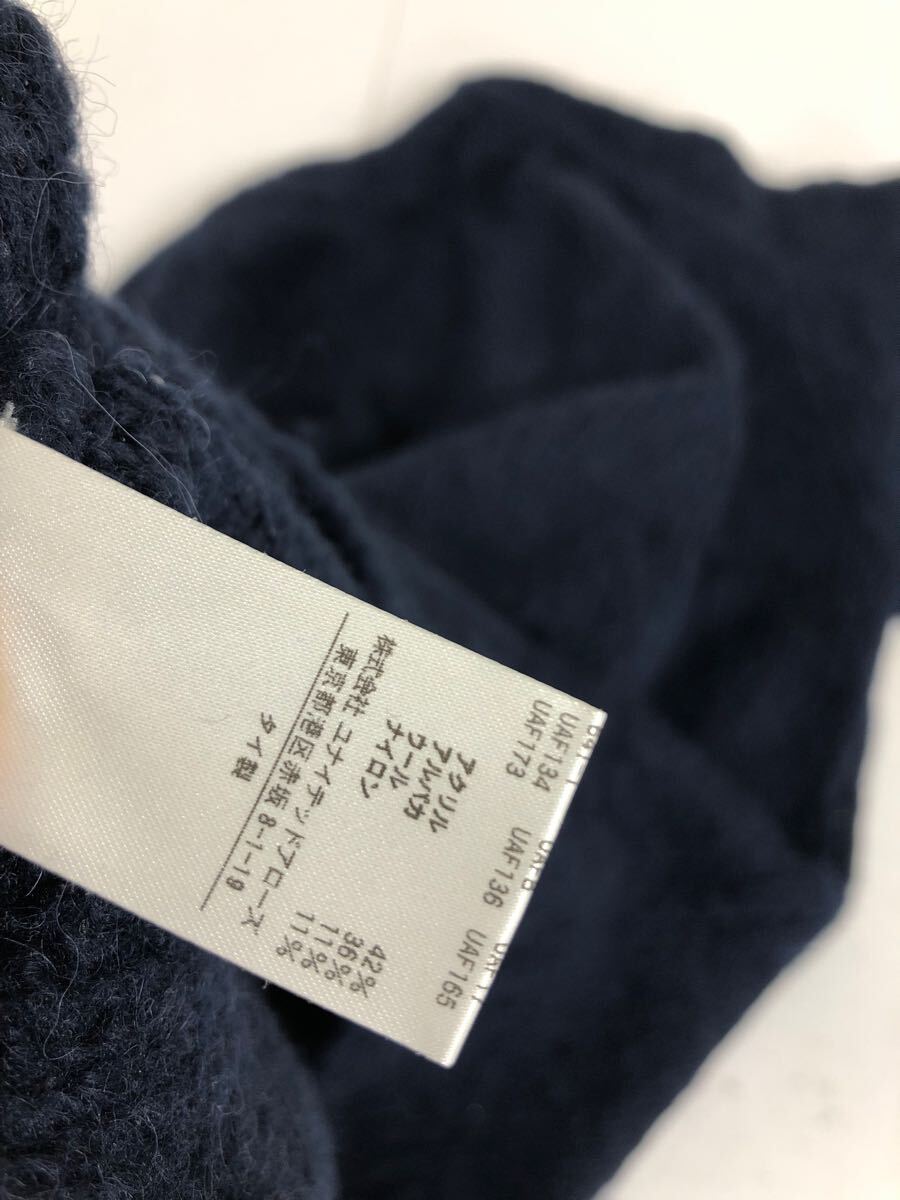 UAF134
UAF173 UAF136 UAF165
アクリル 42%
アルパカ 36%
ウール 11%
ナイロン 11%
株式会社 ユナイテッドアローズ
東京都港区赤坂 8-1-19
タイ製